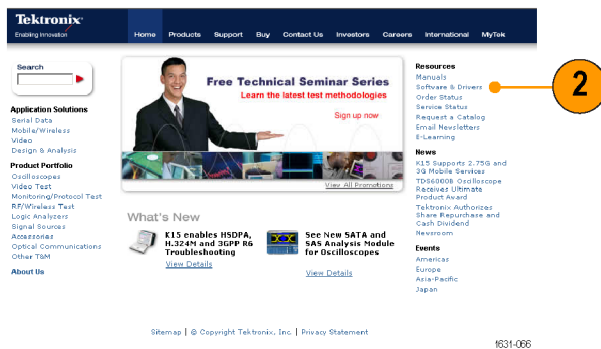 Tektronix
Enabling Innovation
Home Products Support Buy Contact Us Investors Careers International MyTek
Search
Application Solutions
Serial Data
Mobile/Wireless
Video
Design & Analysis
Product Portfolio
Oscilloscopes
Video Test
Monitoring/Protocol Test
RF/Wireless Test
Logic Analyzers
Signal Sources
Accessories
Optical Communications
Other T&M
About Us
Free Technical Seminar Series
Learn the latest test methodologies
Sign up now
View All Promotions
What's New
K15 enables HSDPA,
H.324M and 3GPP R6
Troubleshooting
View Details
See New SATA and
SAS Analysis Module
for Oscilloscopes
View Details
Resources
Manuals
Software & Drivers
Order Status
Service Status
Request a Catalog
Email Newsletters
E-Learning
News
K15 Supports 2.75G and
3G Mobile Services
TDS6000B Oscilloscope
Receives Ultimate
Product Award
Tektronix Authorizes
Share Repurchase and
Cash Dividend
Newsroom
Events
Americas
Europe
Asia-Pacific
Japan
2
Sitemap | © Copyright Tektronix, Inc. | Privacy Statement
1631-066